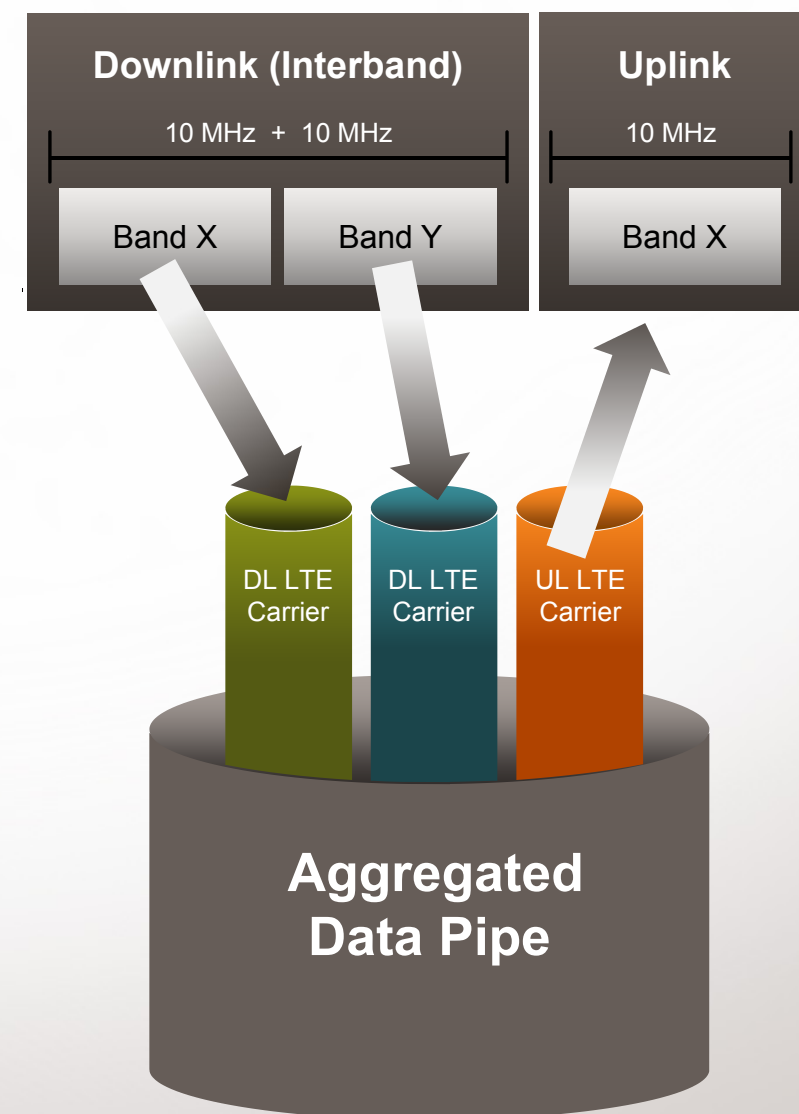 Downlink (Interband)
10 MHz + 10 MHz
Band X
Band Y
Uplink
10 MHz
Band X
DL LTE
Carrier
DL LTE
Carrier
UL LTE
Carrier
Aggregated
Data Pipe